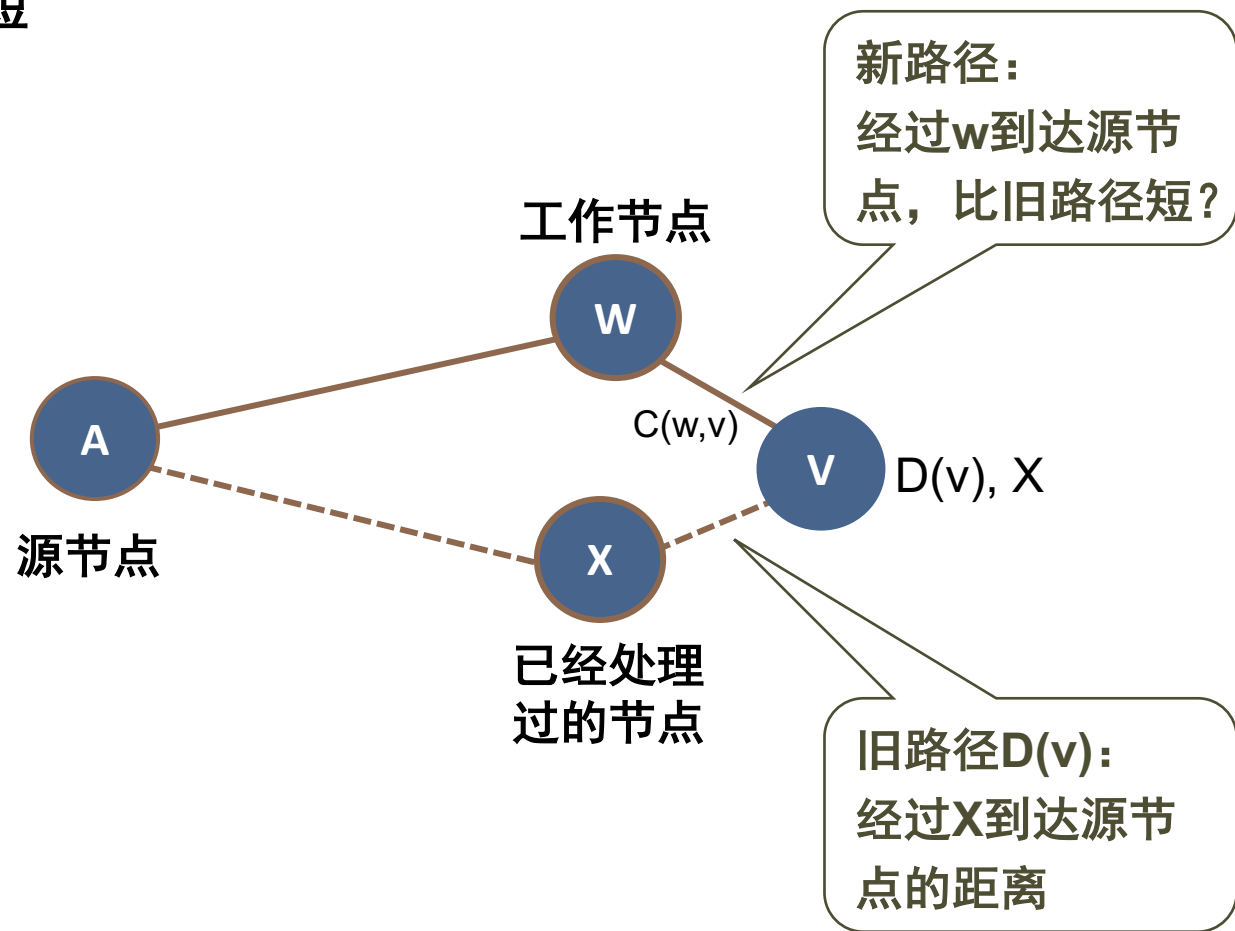 短
新路径：
经过w到达源节
点，比旧路径短？
工作节点
W
C(w,v)
A
V
D(v), X
源节点
X
已经处理
过的节点
旧路径D(v)：
经过X到达源节
点的距离